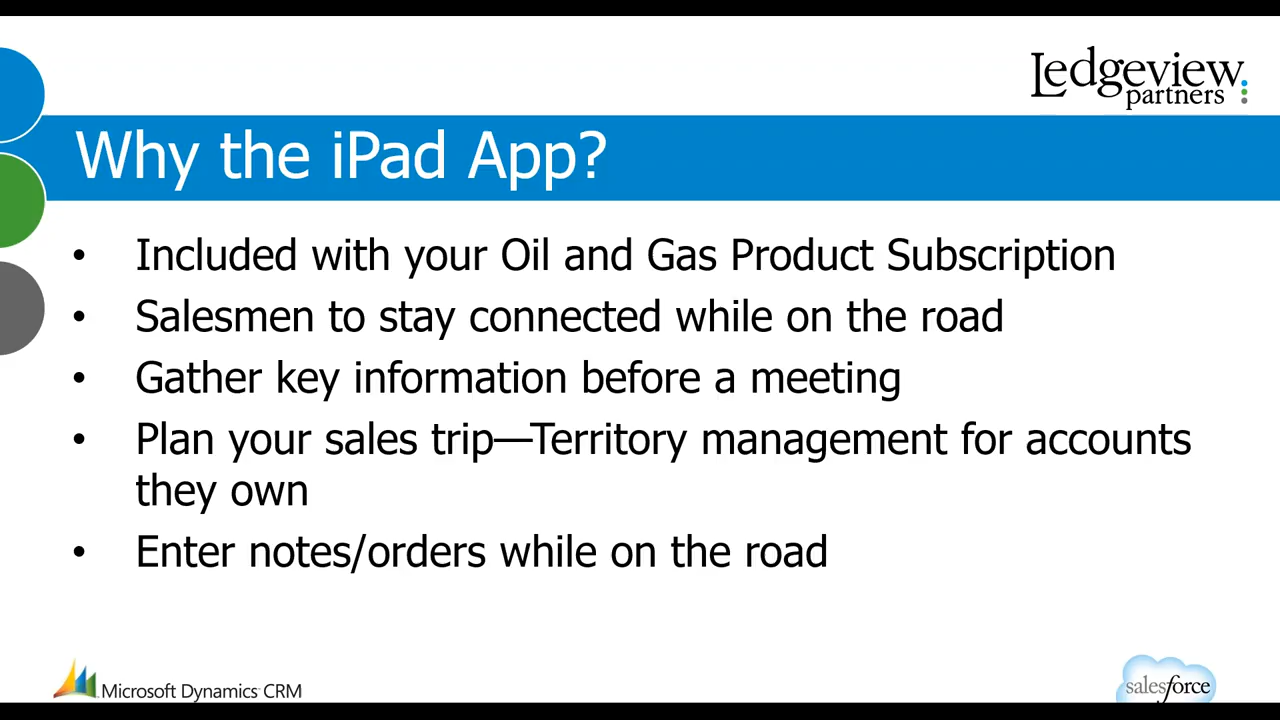 Ledgeview
partners
Why the iPad App?
• Included with your Oil and Gas Product Subscription
• Salesmen to stay connected while on the road
• Gather key information before a meeting
• Plan your sales trip—Territory management for accounts
they own
• Enter notes/orders while on the road
Microsoft Dynamics CRM
salesforce